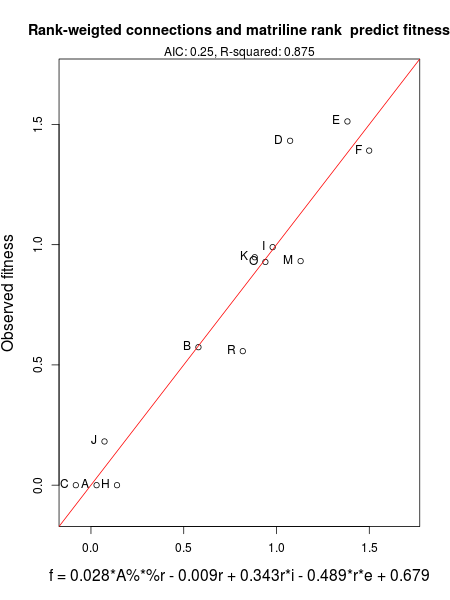 Rank-weigted connections and matriline rank predict fitness
AIC: 0.25, R-squared: 0.875
Observed fitness
1.5
1.0
0.5
0.0
E
D
F
I
K
O
M
B
R
J
C
A
H
0.0 0.5 1.0 1.5
f = 0.028*A%*%r - 0.009r + 0.343r*i - 0.489*r*e + 0.679